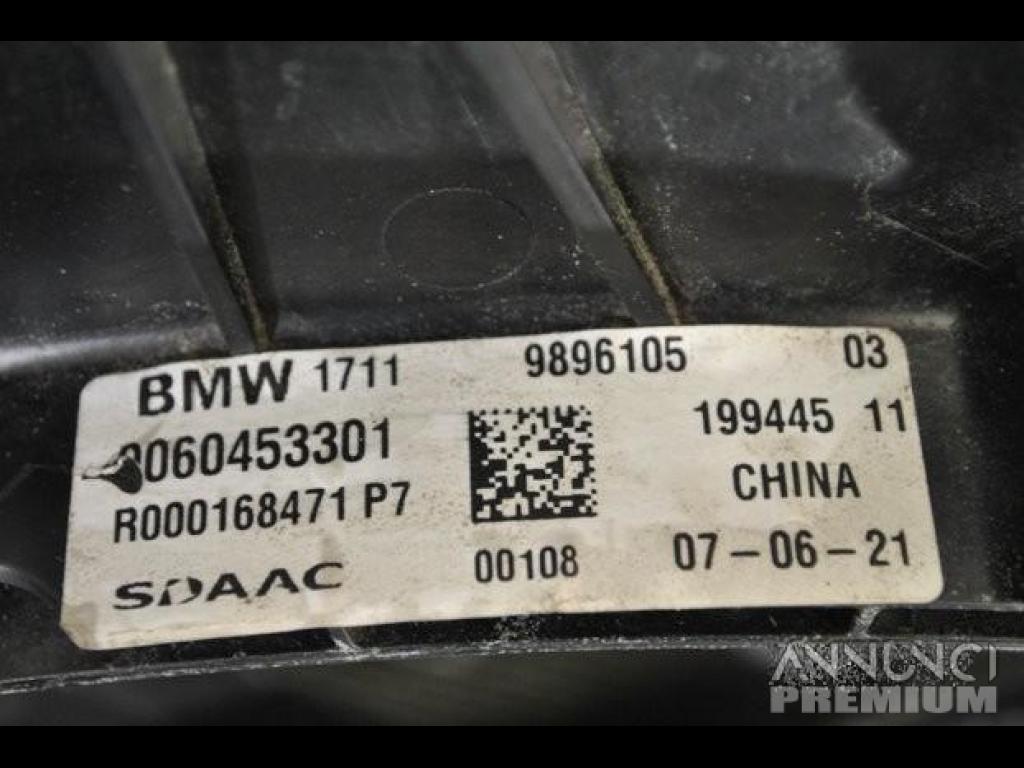 BMW 1711 9896105 03
060453301 199445 11
R000168471 P7 CHINA
SDAAC 00108 07-06-21
ANNUNCI
PREMIUM